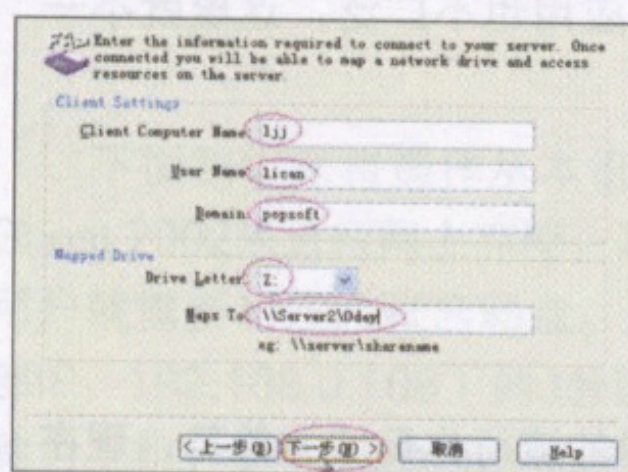 Enter the information required to connect to your server. Once
connected you will be able to map a network drive and access
resources on the server.
Client Settings
Client Computer Name: ljj
User Name: lican
Domain: popsoft
Mapped Drive
Drive Letter: Z:
Maps To: \\Server2\0day
eg: \\server\sharename
<上一步(B) 下一步(N) > 取消 Help